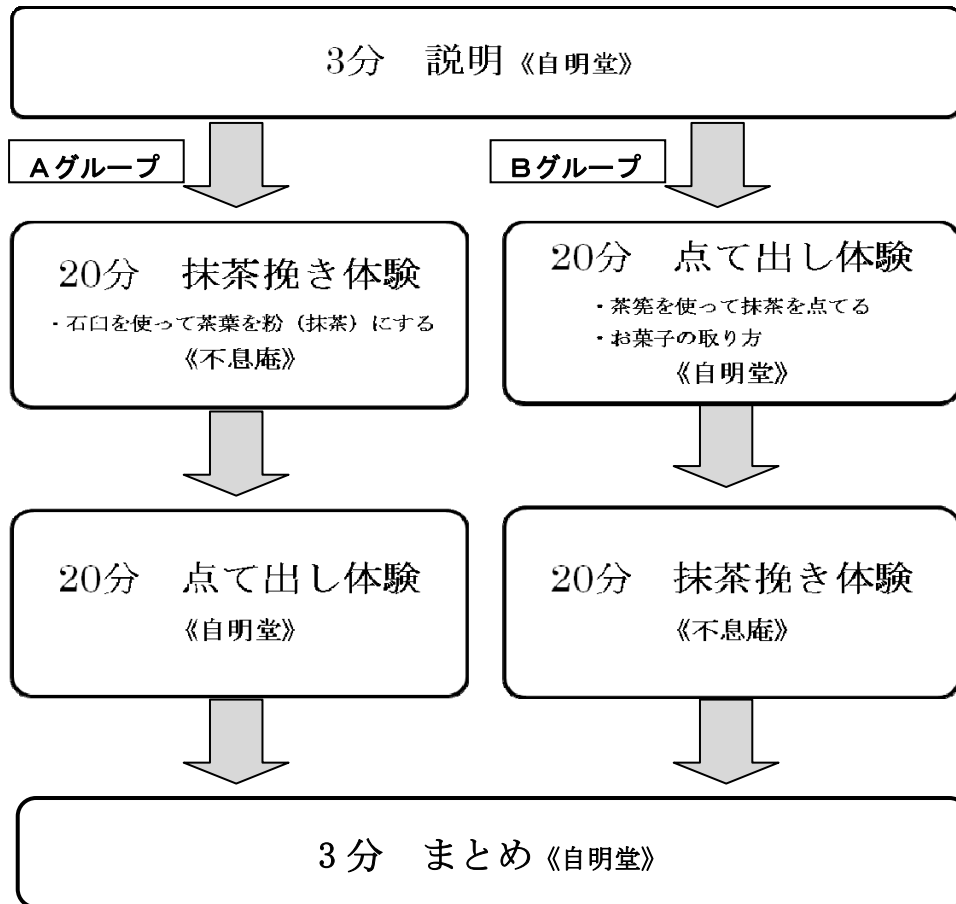 3分　説明《自明堂》
Aグループ
Bグループ
20分　抹茶挽き体験
・石臼を使って茶葉を粉（抹茶）にする
《不息庵》
20分　点て出し体験
・茶筅を使って抹茶を点てる
・お菓子の取り方
《自明堂》
20分　点て出し体験
《自明堂》
20分　抹茶挽き体験
《不息庵》
3分　まとめ《自明堂》